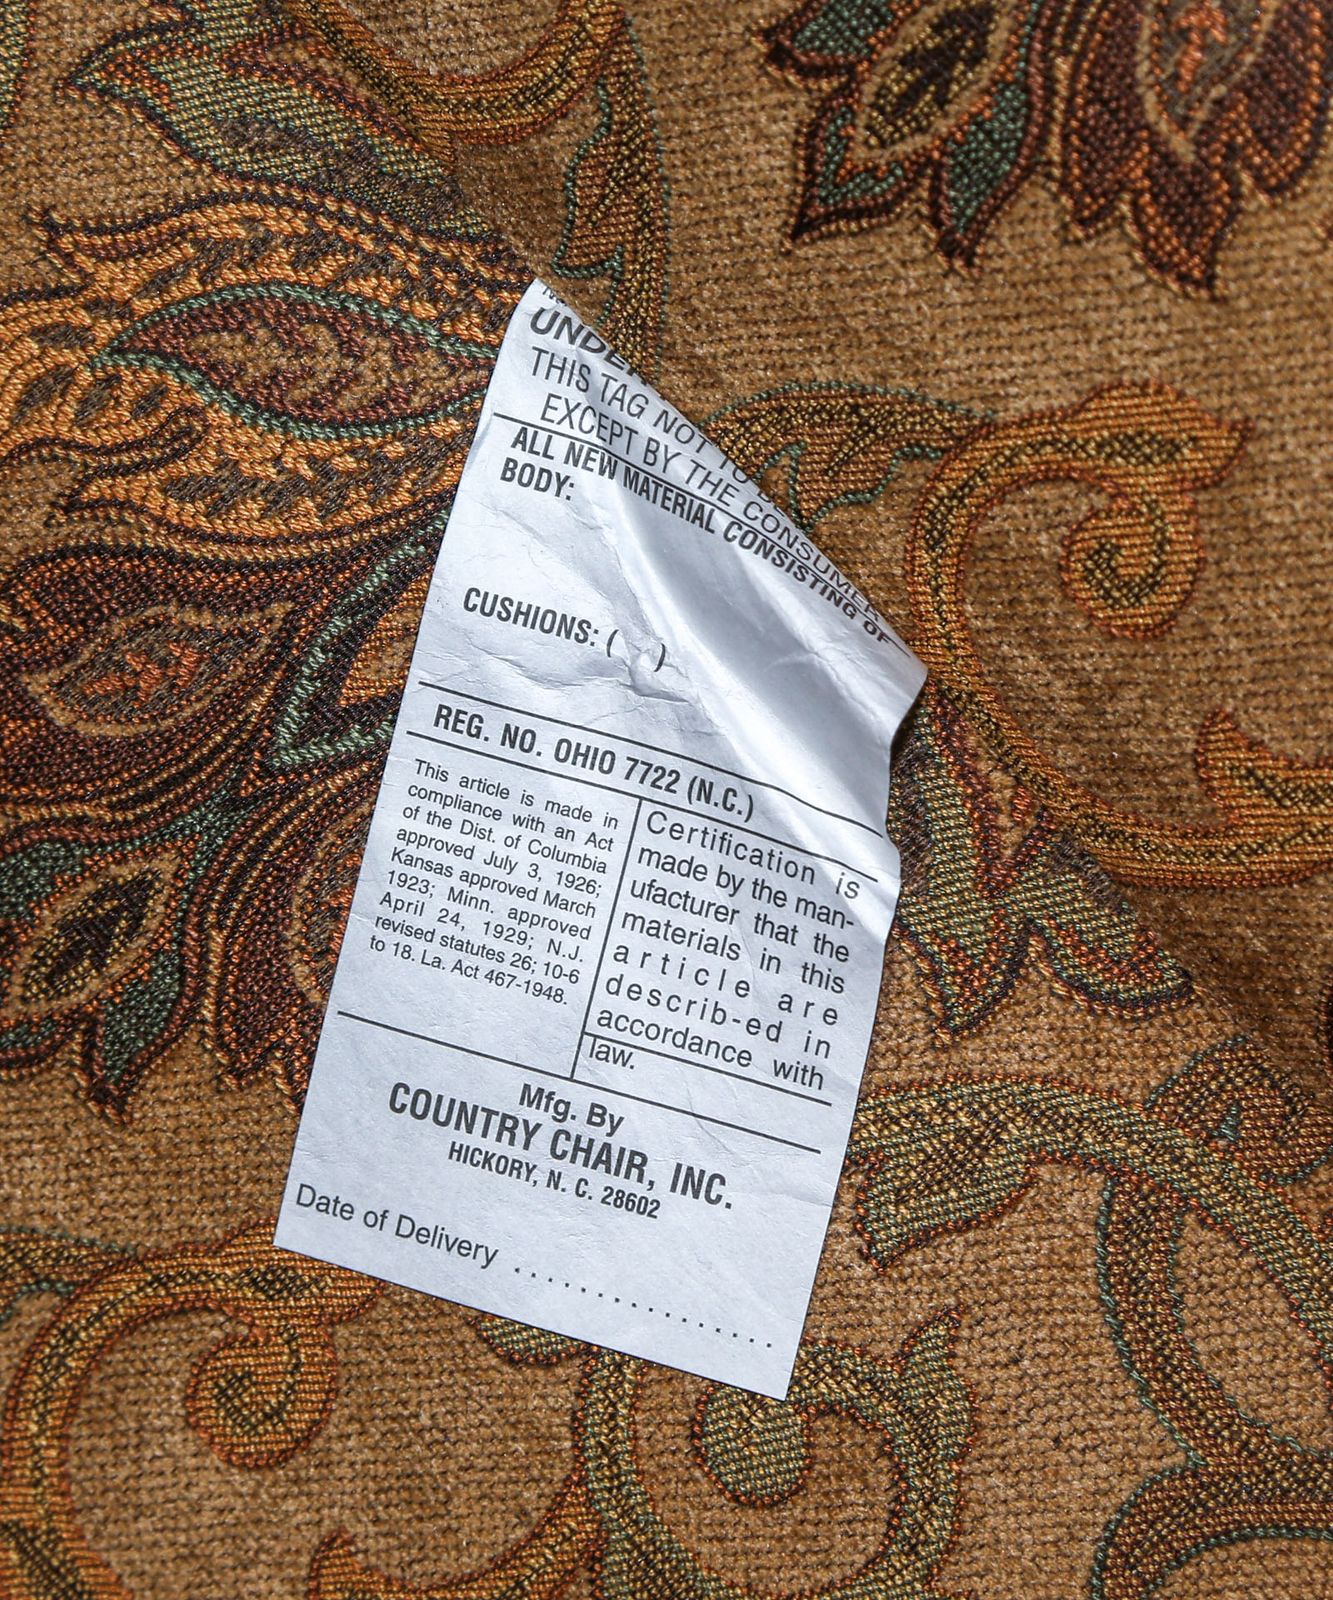 THIS TAG NOT TO
EXCEPT BY THE CONSUMER
ALL NEW MATERIAL CONSISTING OF
BODY:
CUSHIONS: ( )
REG. NO. OHIO 7722 (N.C.)
This article is made in
compliance with an Act
of the Dist. of Columbia
approved July 3, 1926;
Kansas approved March
1923; Minn. approved
April 24, 1929; N.J.
revised statutes 26; 10-6
to 18. La. Act 467-1948.
Certification is
made by the man-
ufacturer that the
materials in this
article are
describ-ed in
accordance with
law.
Mfg. By
COUNTRY CHAIR, INC.
HICKORY, N. C. 28602
Date of Delivery ..............